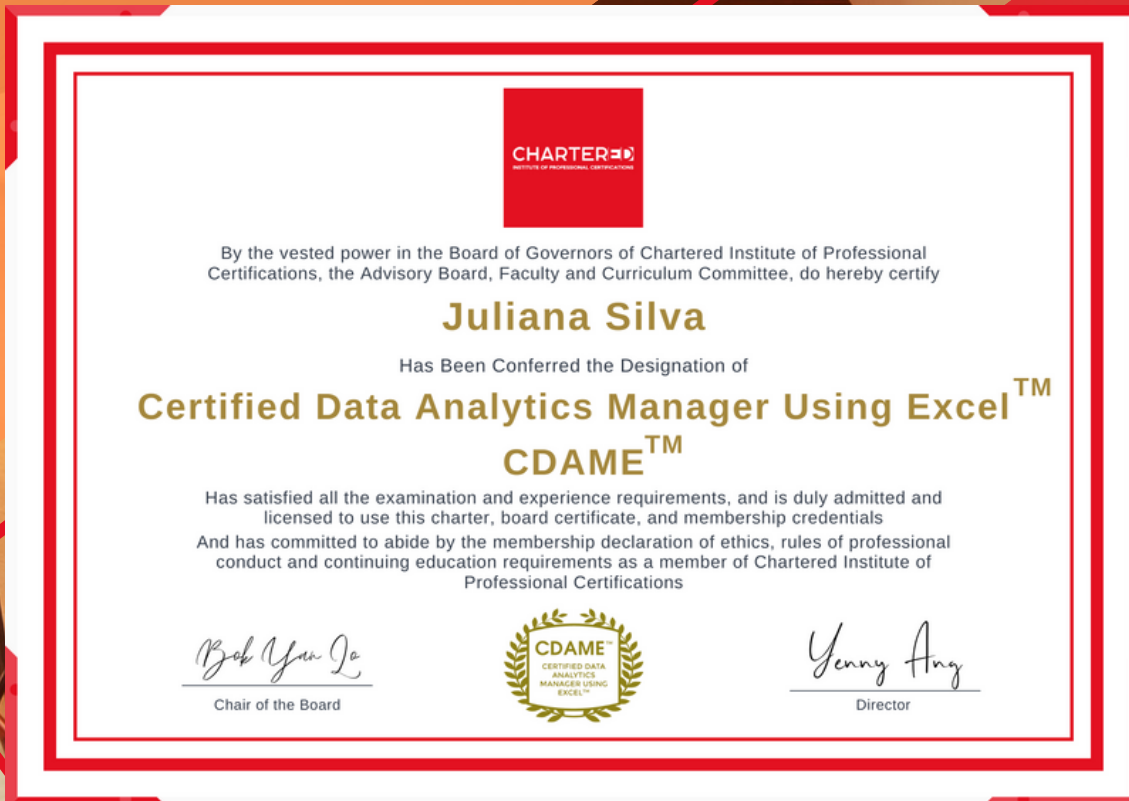 CHARTERED
INSTITUTE OF PROFESSIONAL CERTIFICATIONS
By the vested power in the Board of Governors of Chartered Institute of Professional
Certifications, the Advisory Board, Faculty and Curriculum Committee, do hereby certify
Juliana Silva
Has Been Conferred the Designation of
Certified Data Analytics Manager Using Excel™
CDAME™
Has satisfied all the examination and experience requirements, and is duly admitted and
licensed to use this charter, board certificate, and membership credentials
And has committed to abide by the membership declaration of ethics, rules of professional
conduct and continuing education requirements as a member of Chartered Institute of
Professional Certifications
Bok Yan Lo
Chair of the Board
CDAME™
CERTIFIED DATA
ANALYTICS
MANAGER USING
EXCEL™
Yenny Ang
Director